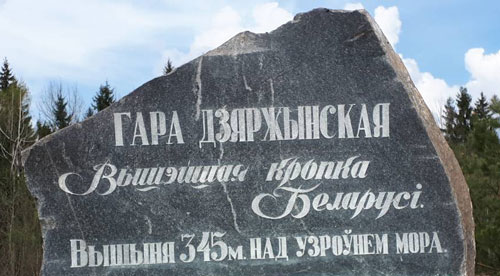 ГАРА ДЗЯРЖЫНСКАЯ
Вышэйшая кропка
Беларусі.
ВЫШЫНЯ 345м. НАД УЗРОЎНЕМ МОРА.